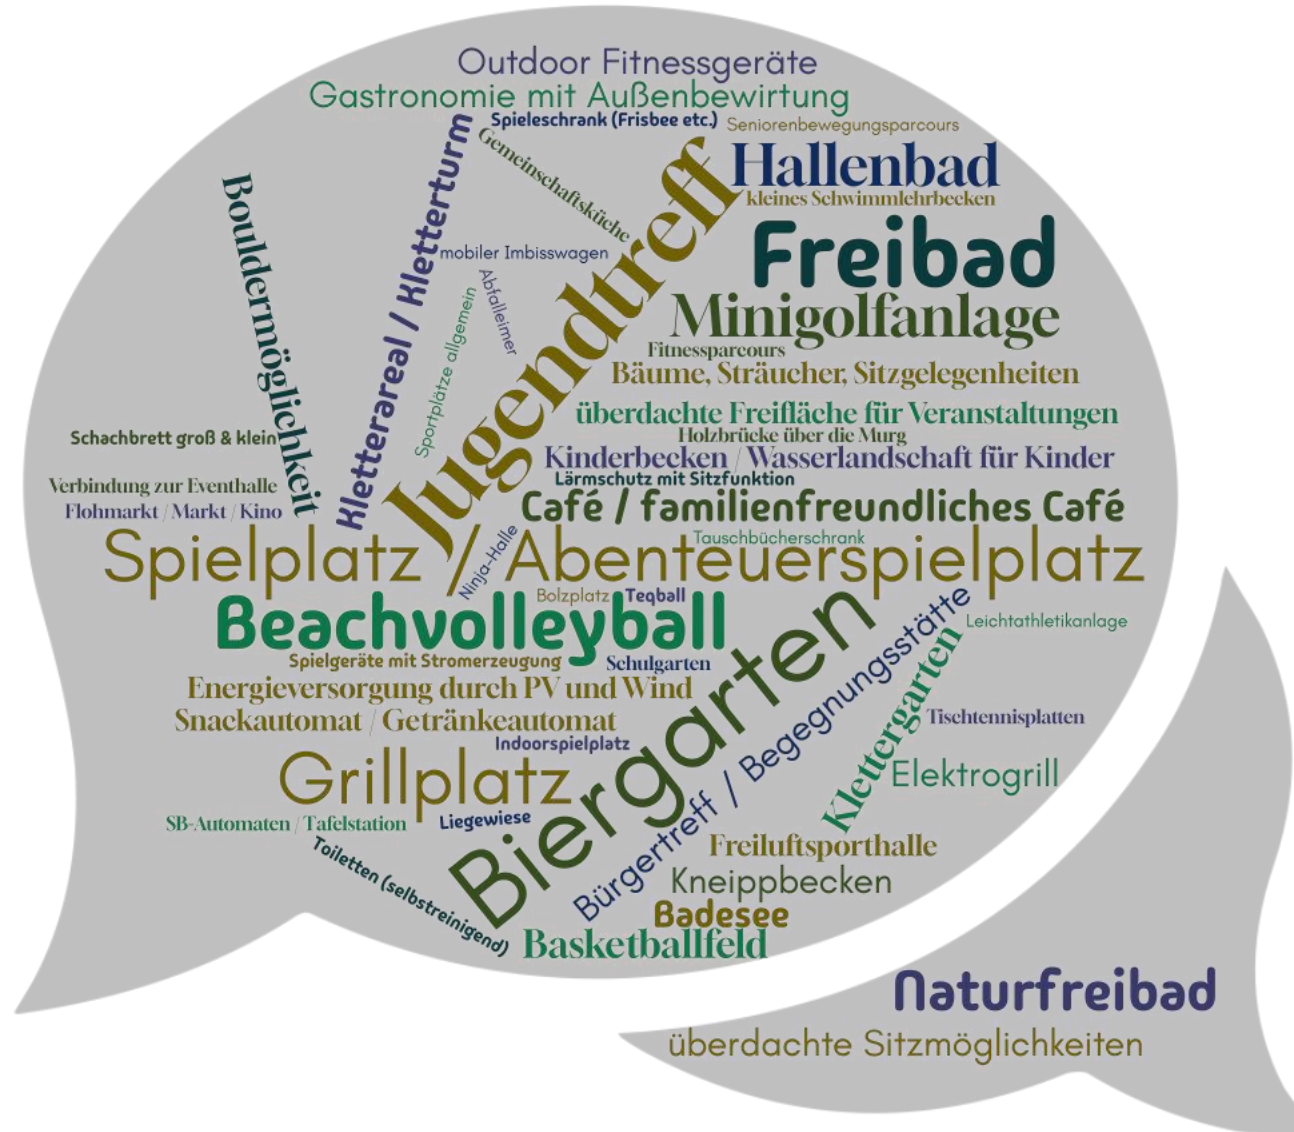 Outdoor Fitnessgeräte
Gastronomie mit Außenbewirtung
Spieleschrank (Frisbee etc.)
Seniorenbewegungsparcours
Gemeinschaftsküche
Hallenbad
kleines Schwimmlehrbecken
Bouldermöglichkeit
Kletterareal / Kletterturm
Jugendtreff
Freibad
mobiler Imbisswagen
Abfalleimer
Sportplätze allgemein
Minigolfanlage
Fitnessparcours
Bäume, Sträucher, Sitzgelegenheiten
überdachte Freifläche für Veranstaltungen
Schachbrett groß & klein
Holzbrücke über die Murg
Kinderbecken / Wasserlandschaft für Kinder
Lärmschutz mit Sitzfunktion
Verbindung zur Eventhalle
Flohmarkt / Markt / Kino
Café / familienfreundliches Café
Tauschbücherschrank
Spielplatz / Abenteuerspielplatz
Ninja-Halle
Bolzplatz
Teqball
Beachvolleyball
Leichtathletikanlage
Spielgeräte mit Stromerzeugung
Schulgarten
Energieversorgung durch PV und Wind
Biergarten
Bürgertreff / Begegnungsstätte
Klettergarten
Snackautomat / Getränkeautomat
Tischtennisplatten
Indoorspielplatz
Grillplatz
Elektrogrill
SB-Automaten / Tafelstation
Liegewiese
Toiletten (selbstreinigend)
Freiluftsporthalle
Kneippbecken
Badesee
Basketballfeld
Naturfreibad
überdachte Sitzmöglichkeiten